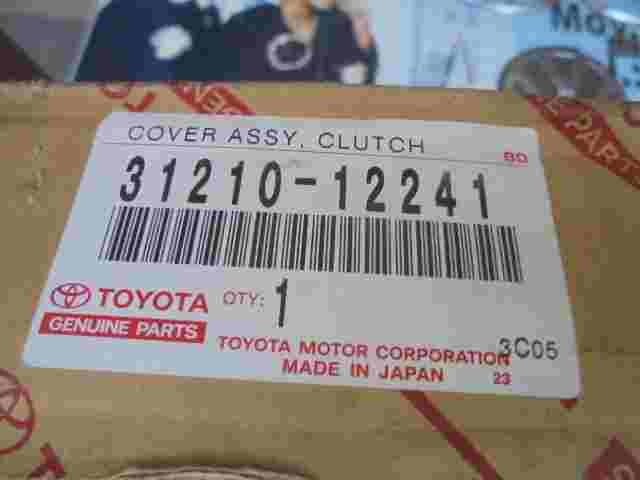 COVER ASSY, CLUTCH
BD
31210-12241
TOYOTA
GENUINE PARTS
QTY: 1
TOYOTA MOTOR CORPORATION
3C05
MADE IN JAPAN
23